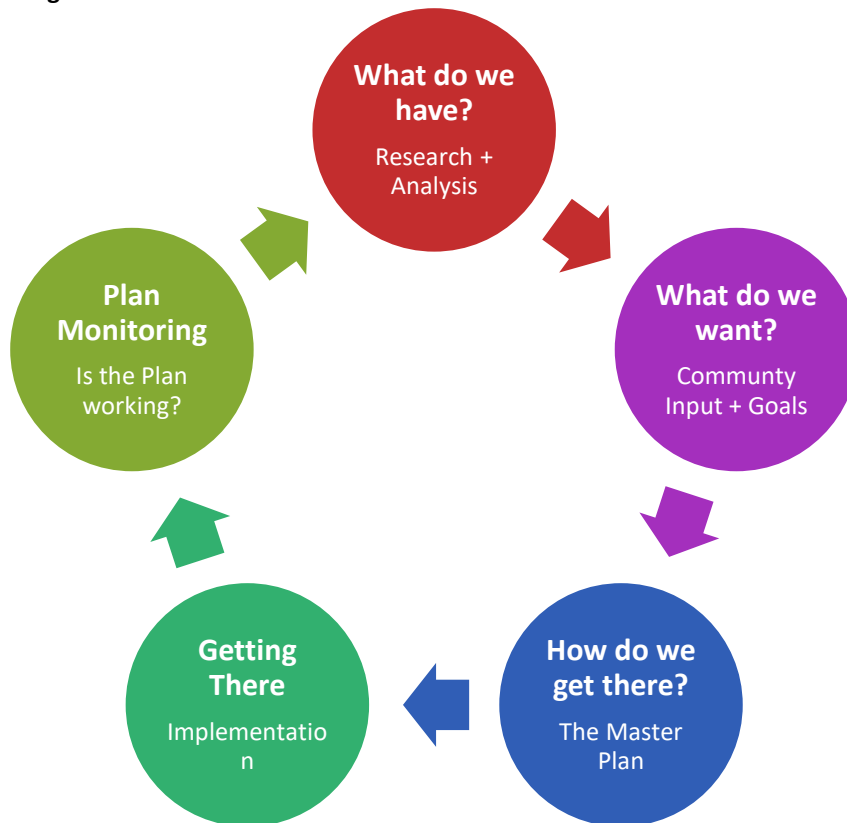 What do we
have?
Research +
Analysis
What do we
want?
Communty
Input + Goals
How do we
get there?
The Master
Plan
Getting
There
Implementatio
n
Plan
Monitoring
Is the Plan
working?